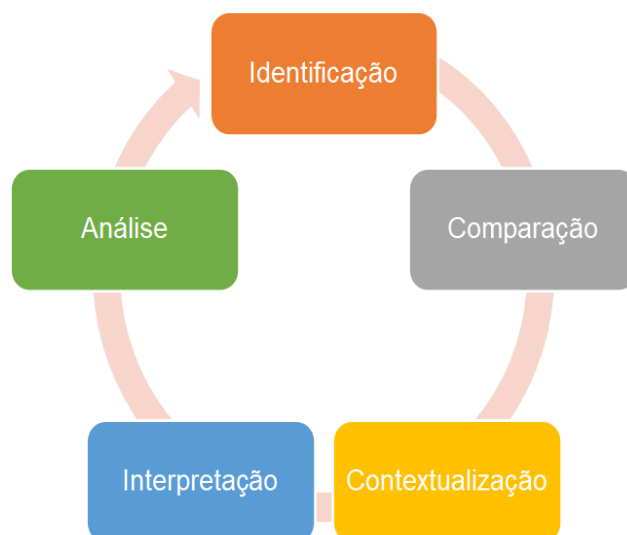 Identificação
Comparação
Contextualização
Interpretação
Análise